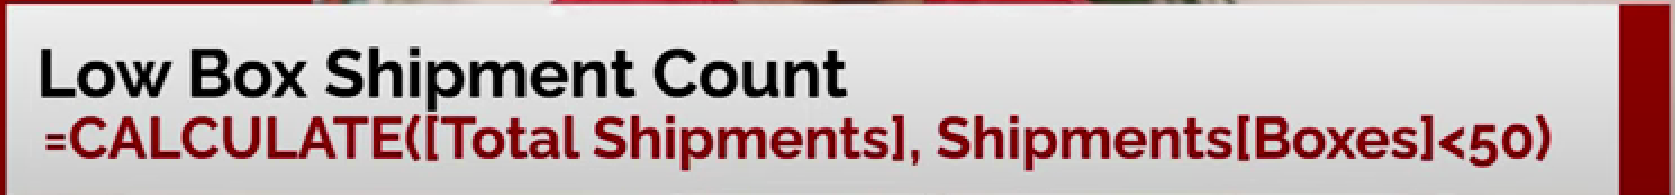 Low Box Shipment Count
=CALCULATE([Total Shipments], Shipments[Boxes]<50)